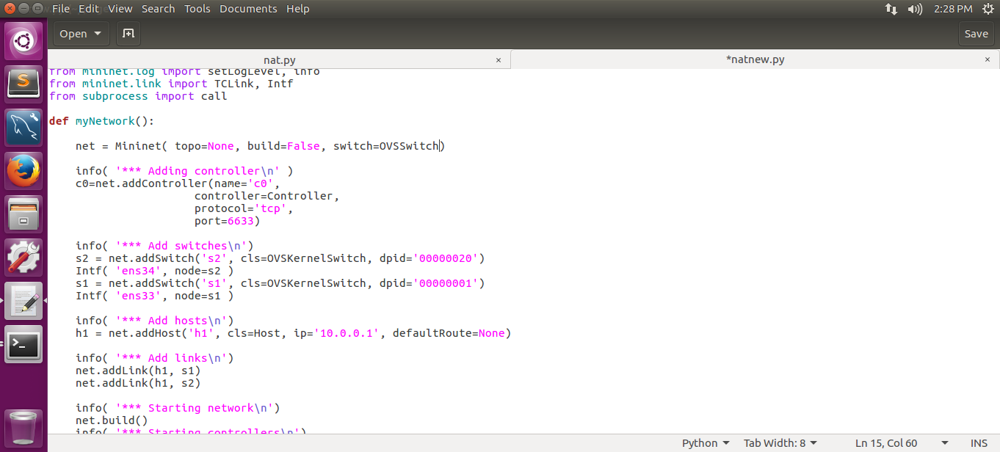 File Edit View Search Tools Documents Help
2:28 PM
Open
Save
nat.py ×
*natnew.py ×
from mininet.log import setLogLevel, info
from mininet.link import TCLink, Intf
from subprocess import call
def myNetwork():
net = Mininet( topo=None, build=False, switch=OVSSwitch)
info( '*** Adding controller\n' )
c0=net.addController(name='c0',
controller=Controller,
protocol='tcp',
port=6633)
info( '*** Add switches\n')
s2 = net.addSwitch('s2', cls=OVSKernelSwitch, dpid='00000020')
Intf( 'ens34', node=s2 )
s1 = net.addSwitch('s1', cls=OVSKernelSwitch, dpid='00000001')
Intf( 'ens33', node=s1 )
info( '*** Add hosts\n')
h1 = net.addHost('h1', cls=Host, ip='10.0.0.1', defaultRoute=None)
info( '*** Add links\n')
net.addLink(h1, s1)
net.addLink(h1, s2)
info( '*** Starting network\n')
net.build()
info( '*** Starting controllers\n')
Python Tab Width: 8 Ln 15, Col 60 INS